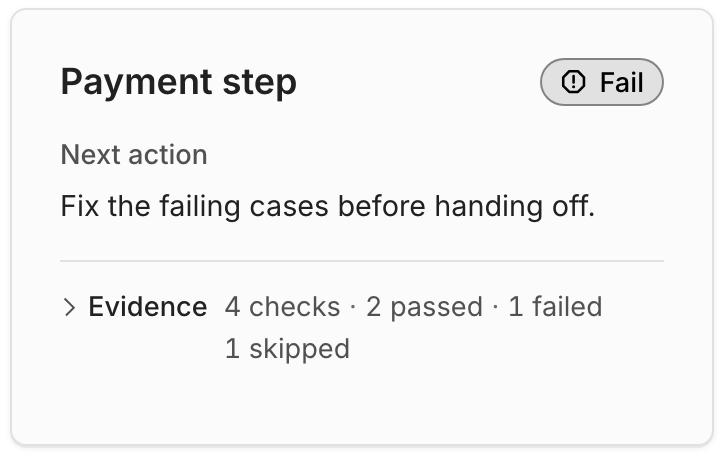 Payment step
Fail
Next action
Fix the failing cases before handing off.
Evidence 4 checks · 2 passed · 1 failed
1 skipped